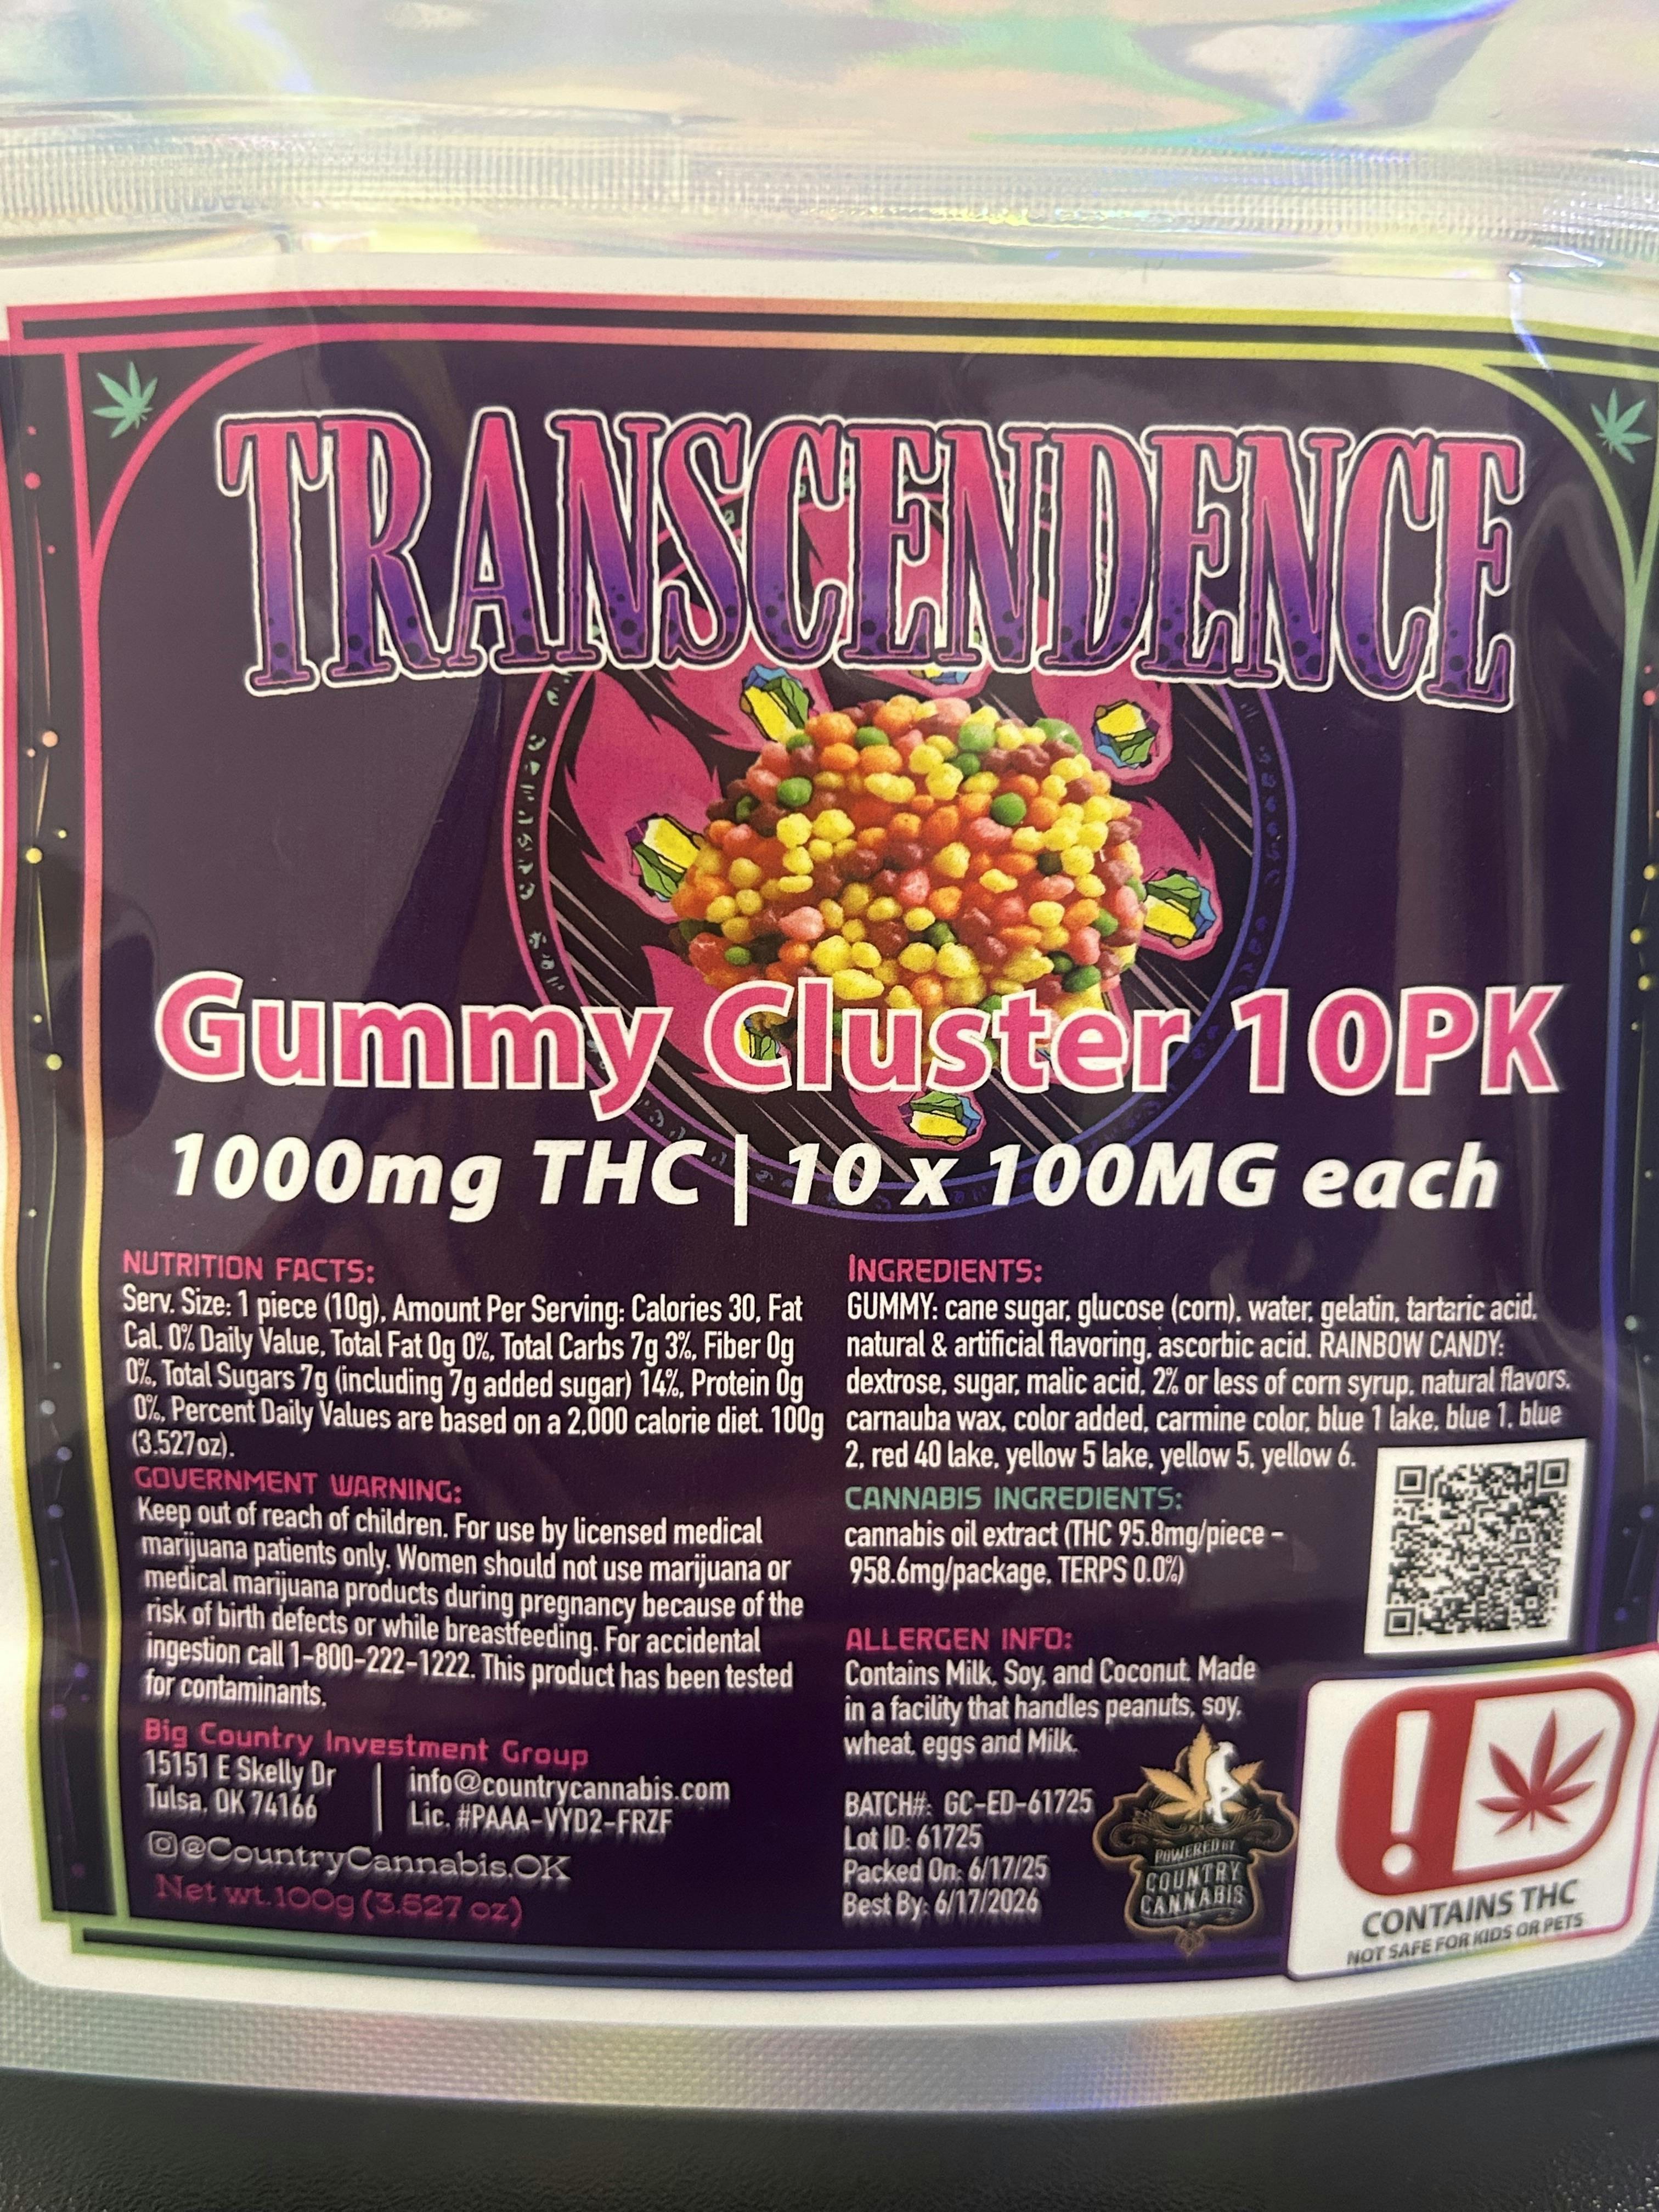 TRANSCENDENCE
Gummy Cluster 10PK
1000mg THC | 10 x 100MG each
NUTRITION FACTS:
Serv. Size: 1 piece (10g), Amount Per Serving: Calories 30, Fat
Cal. 0% Daily Value, Total Fat 0g 0%, Total Carbs 7g 3%, Fiber 0g
0%, Total Sugars 7g (including 7g added sugar) 14%, Protein 0g
0%, Percent Daily Values are based on a 2,000 calorie diet. 100g
(3.527oz).
GOVERNMENT WARNING:
Keep out of reach of children. For use by licensed medical
marijuana patients only. Women should not use marijuana or
medical marijuana products during pregnancy because of the
risk of birth defects or while breastfeeding. For accidental
ingestion call 1-800-222-1222. This product has been tested
for contaminants.
Big Country Investment Group
15151 E Skelly Dr
Tulsa, OK 74166
info@countrycannabis.com
Lic. #PAAA-VYD2-FRZF
@CountryCannabis.OK
Net wt.100g (3.527 oz)
INGREDIENTS:
GUMMY: cane sugar, glucose (corn), water, gelatin, tartaric acid,
natural & artificial flavoring, ascorbic acid. RAINBOW CANDY:
dextrose, sugar, malic acid, 2% or less of corn syrup, natural flavors,
carnauba wax, color added, carmine color, blue 1 lake, blue 1, blue
2, red 40 lake, yellow 5 lake, yellow 5, yellow 6.
CANNABIS INGREDIENTS:
cannabis oil extract (THC 95.8mg/piece -
958.6mg/package, TERPS 0.0%)
ALLERGEN INFO:
Contains Milk, Soy, and Coconut. Made
in a facility that handles peanuts, soy,
wheat, eggs and Milk.
BATCH#: GC-ED-61725
Lot ID: 61725
Packed On: 6/17/25
Best By: 6/17/2026
POWERED BY
COUNTRY
CANNABIS
!
CONTAINS THC
NOT SAFE FOR KIDS OR PETS